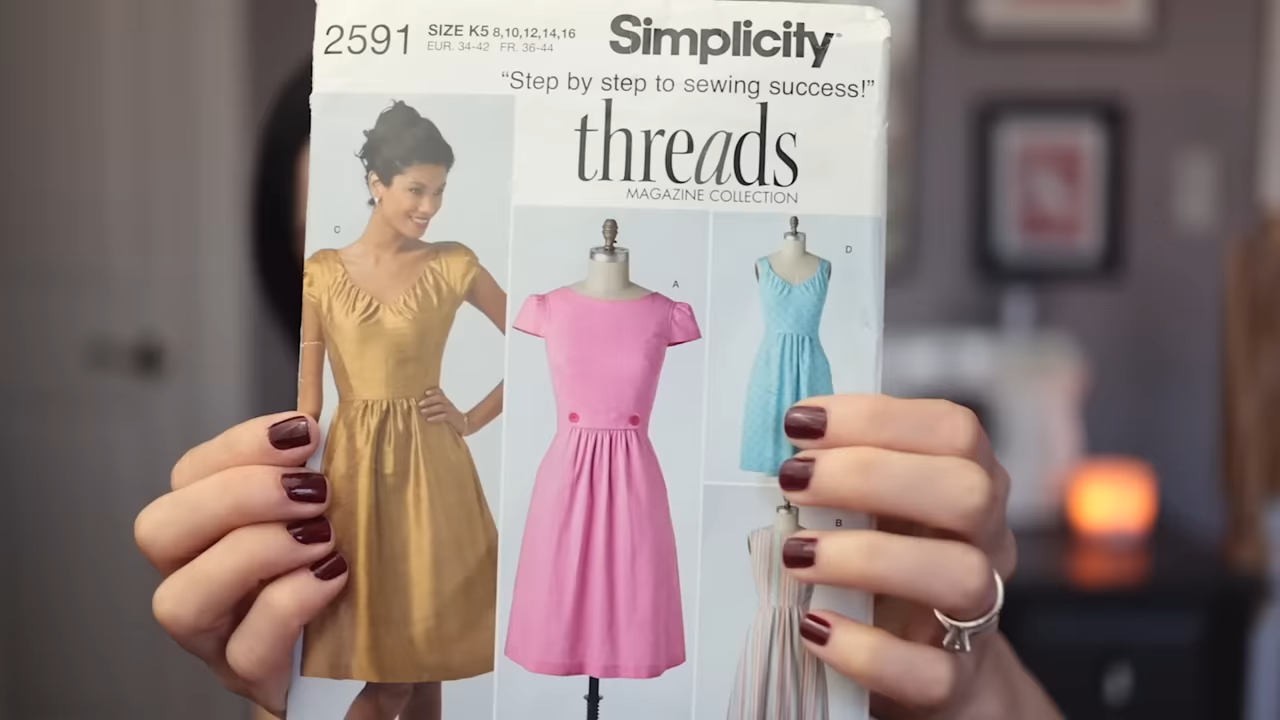 2591
SIZE K5 8,10,12,14,16
EUR. 34-42 FR. 36-44
Simplicity
“Step by step to sewing success!”
threads
MAGAZINE COLLECTION
C
A
D
B